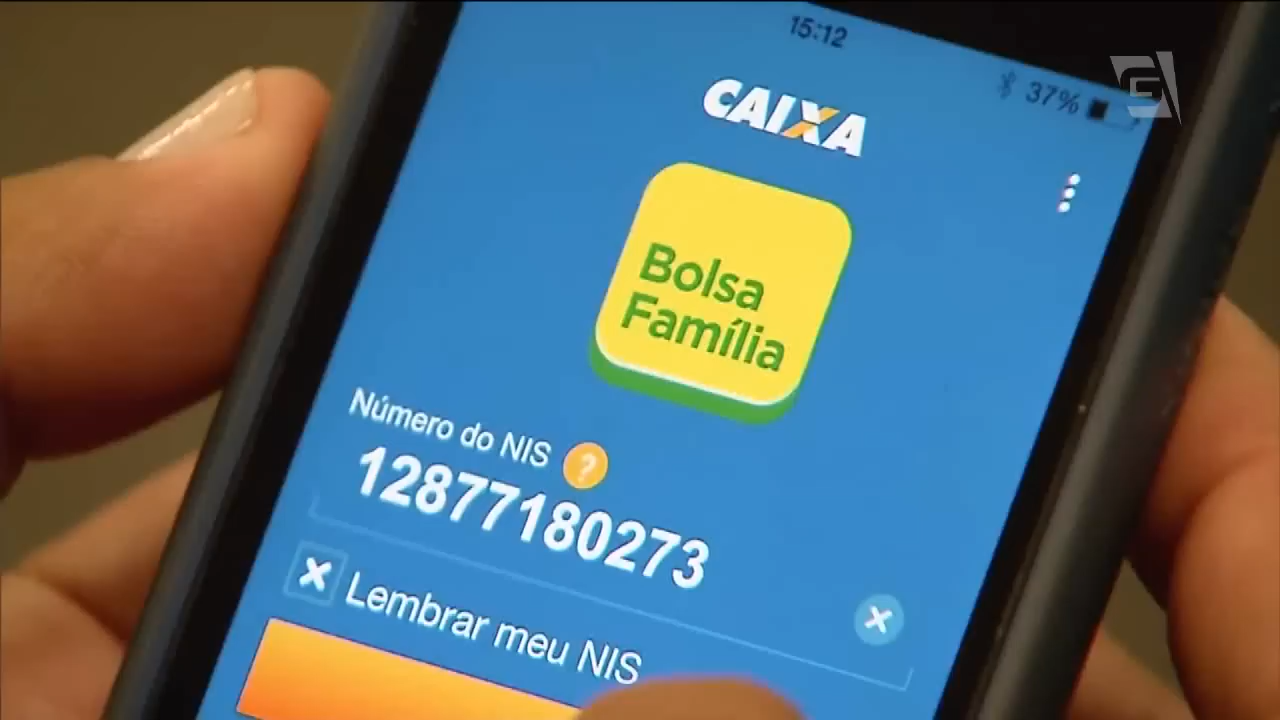 15:12
37%
CAIXA
Bolsa
Família
Número do NIS ?
12877180273
Lembrar meu NIS